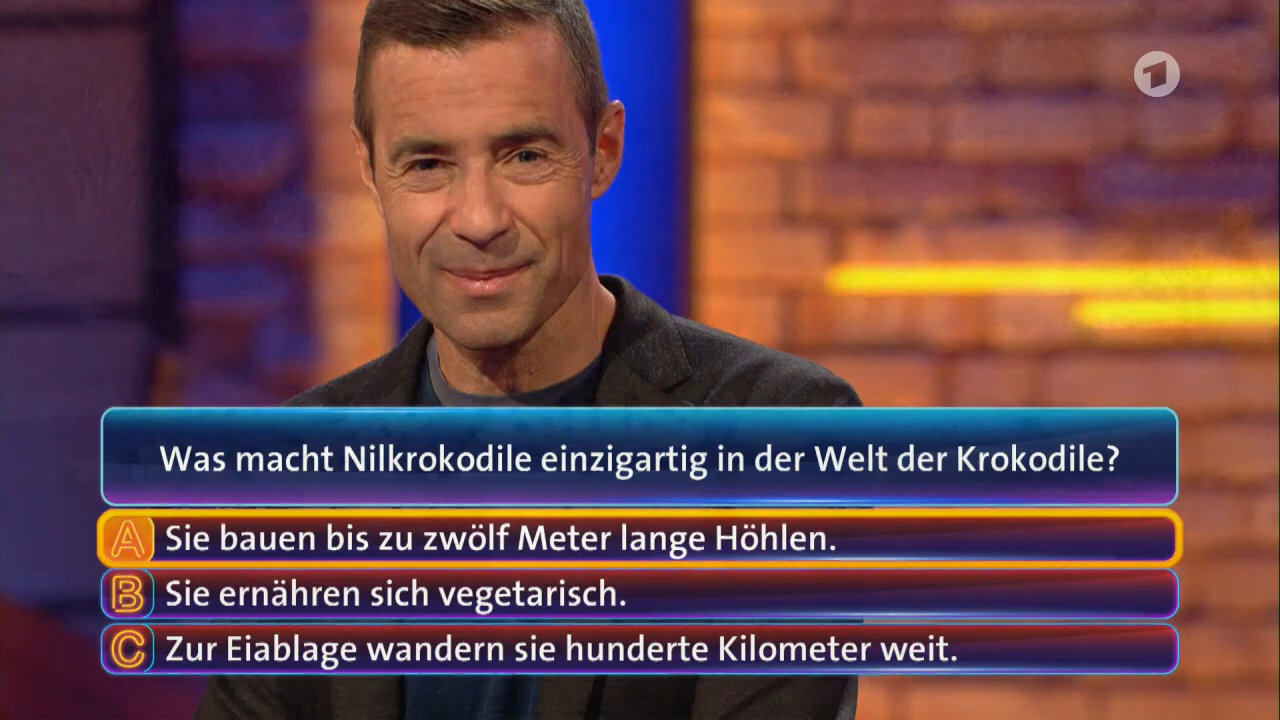 1
Was macht Nilkrokodile einzigartig in der Welt der Krokodile?
A Sie bauen bis zu zwölf Meter lange Höhlen.
B Sie ernähren sich vegetarisch.
C Zur Eiablage wandern sie hunderte Kilometer weit.